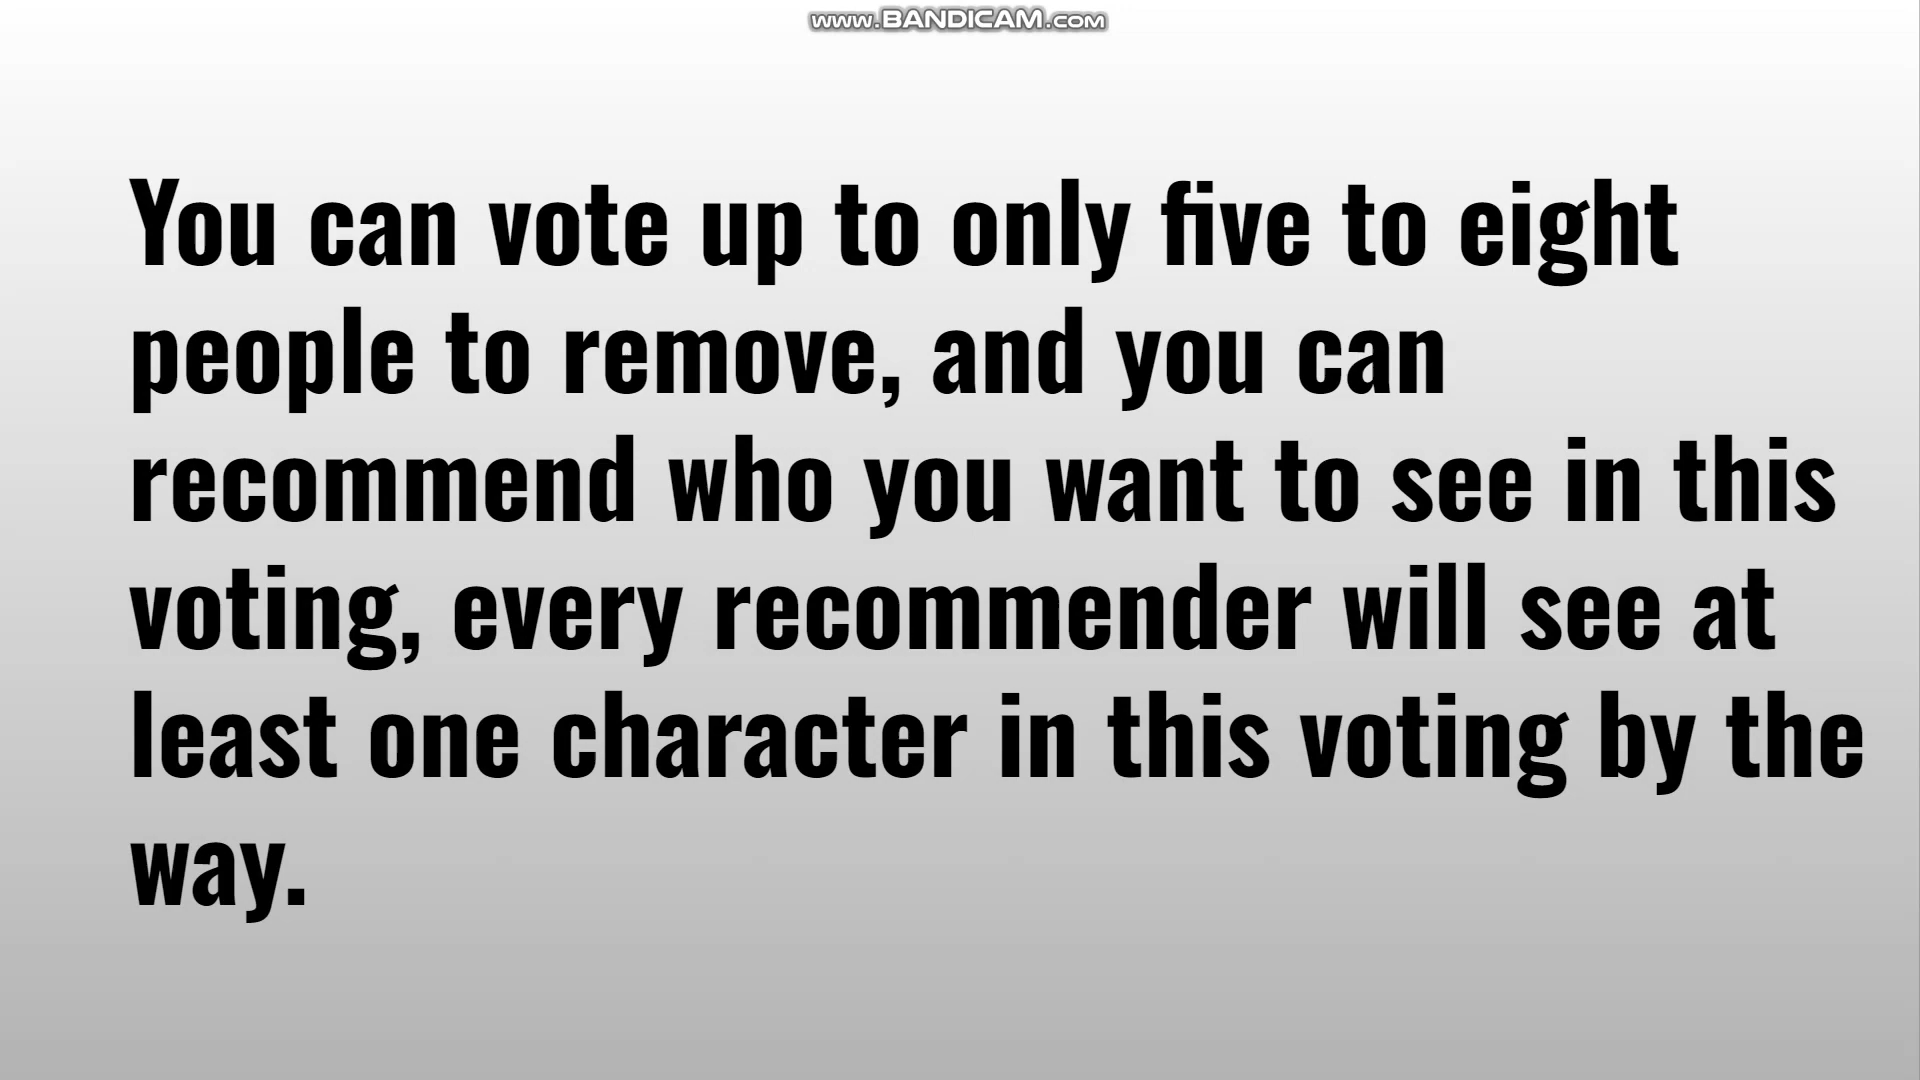 www.BANDICAM.com
You can vote up to only five to eight
people to remove, and you can
recommend who you want to see in this
voting, every recommender will see at
least one character in this voting by the
way.